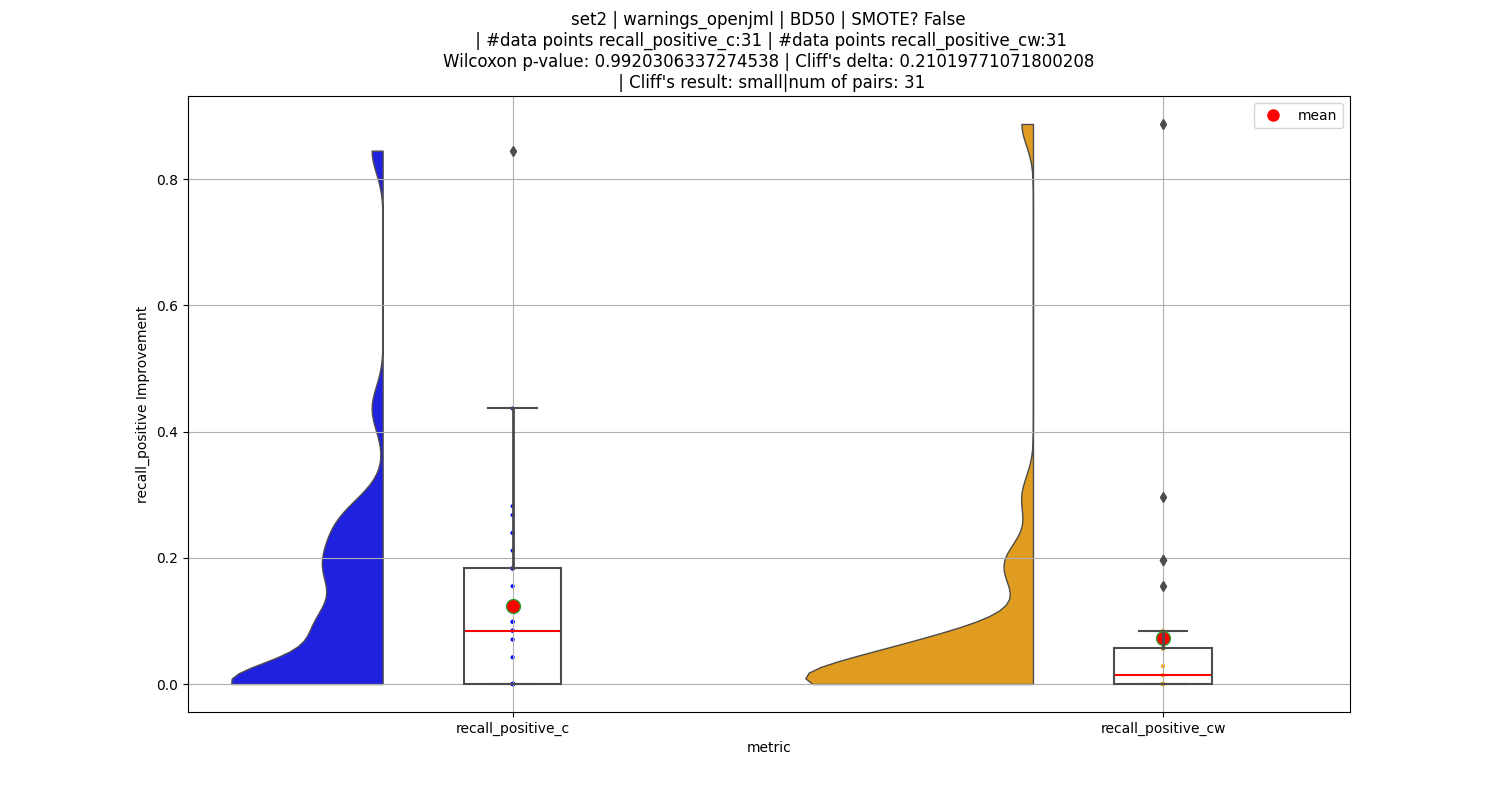 set2 | warnings_openjml | BD50 | SMOTE? False
| #data points recall_positive_c:31 | #data points recall_positive_cw:31
Wilcoxon p-value: 0.9920306337274538 | Cliff's delta: 0.21019771071800208
| Cliff's result: small|num of pairs: 31
mean
0.8
0.6
0.4
0.2
0.0
recall_positive Improvement
recall_positive_c
recall_positive_cw
metric